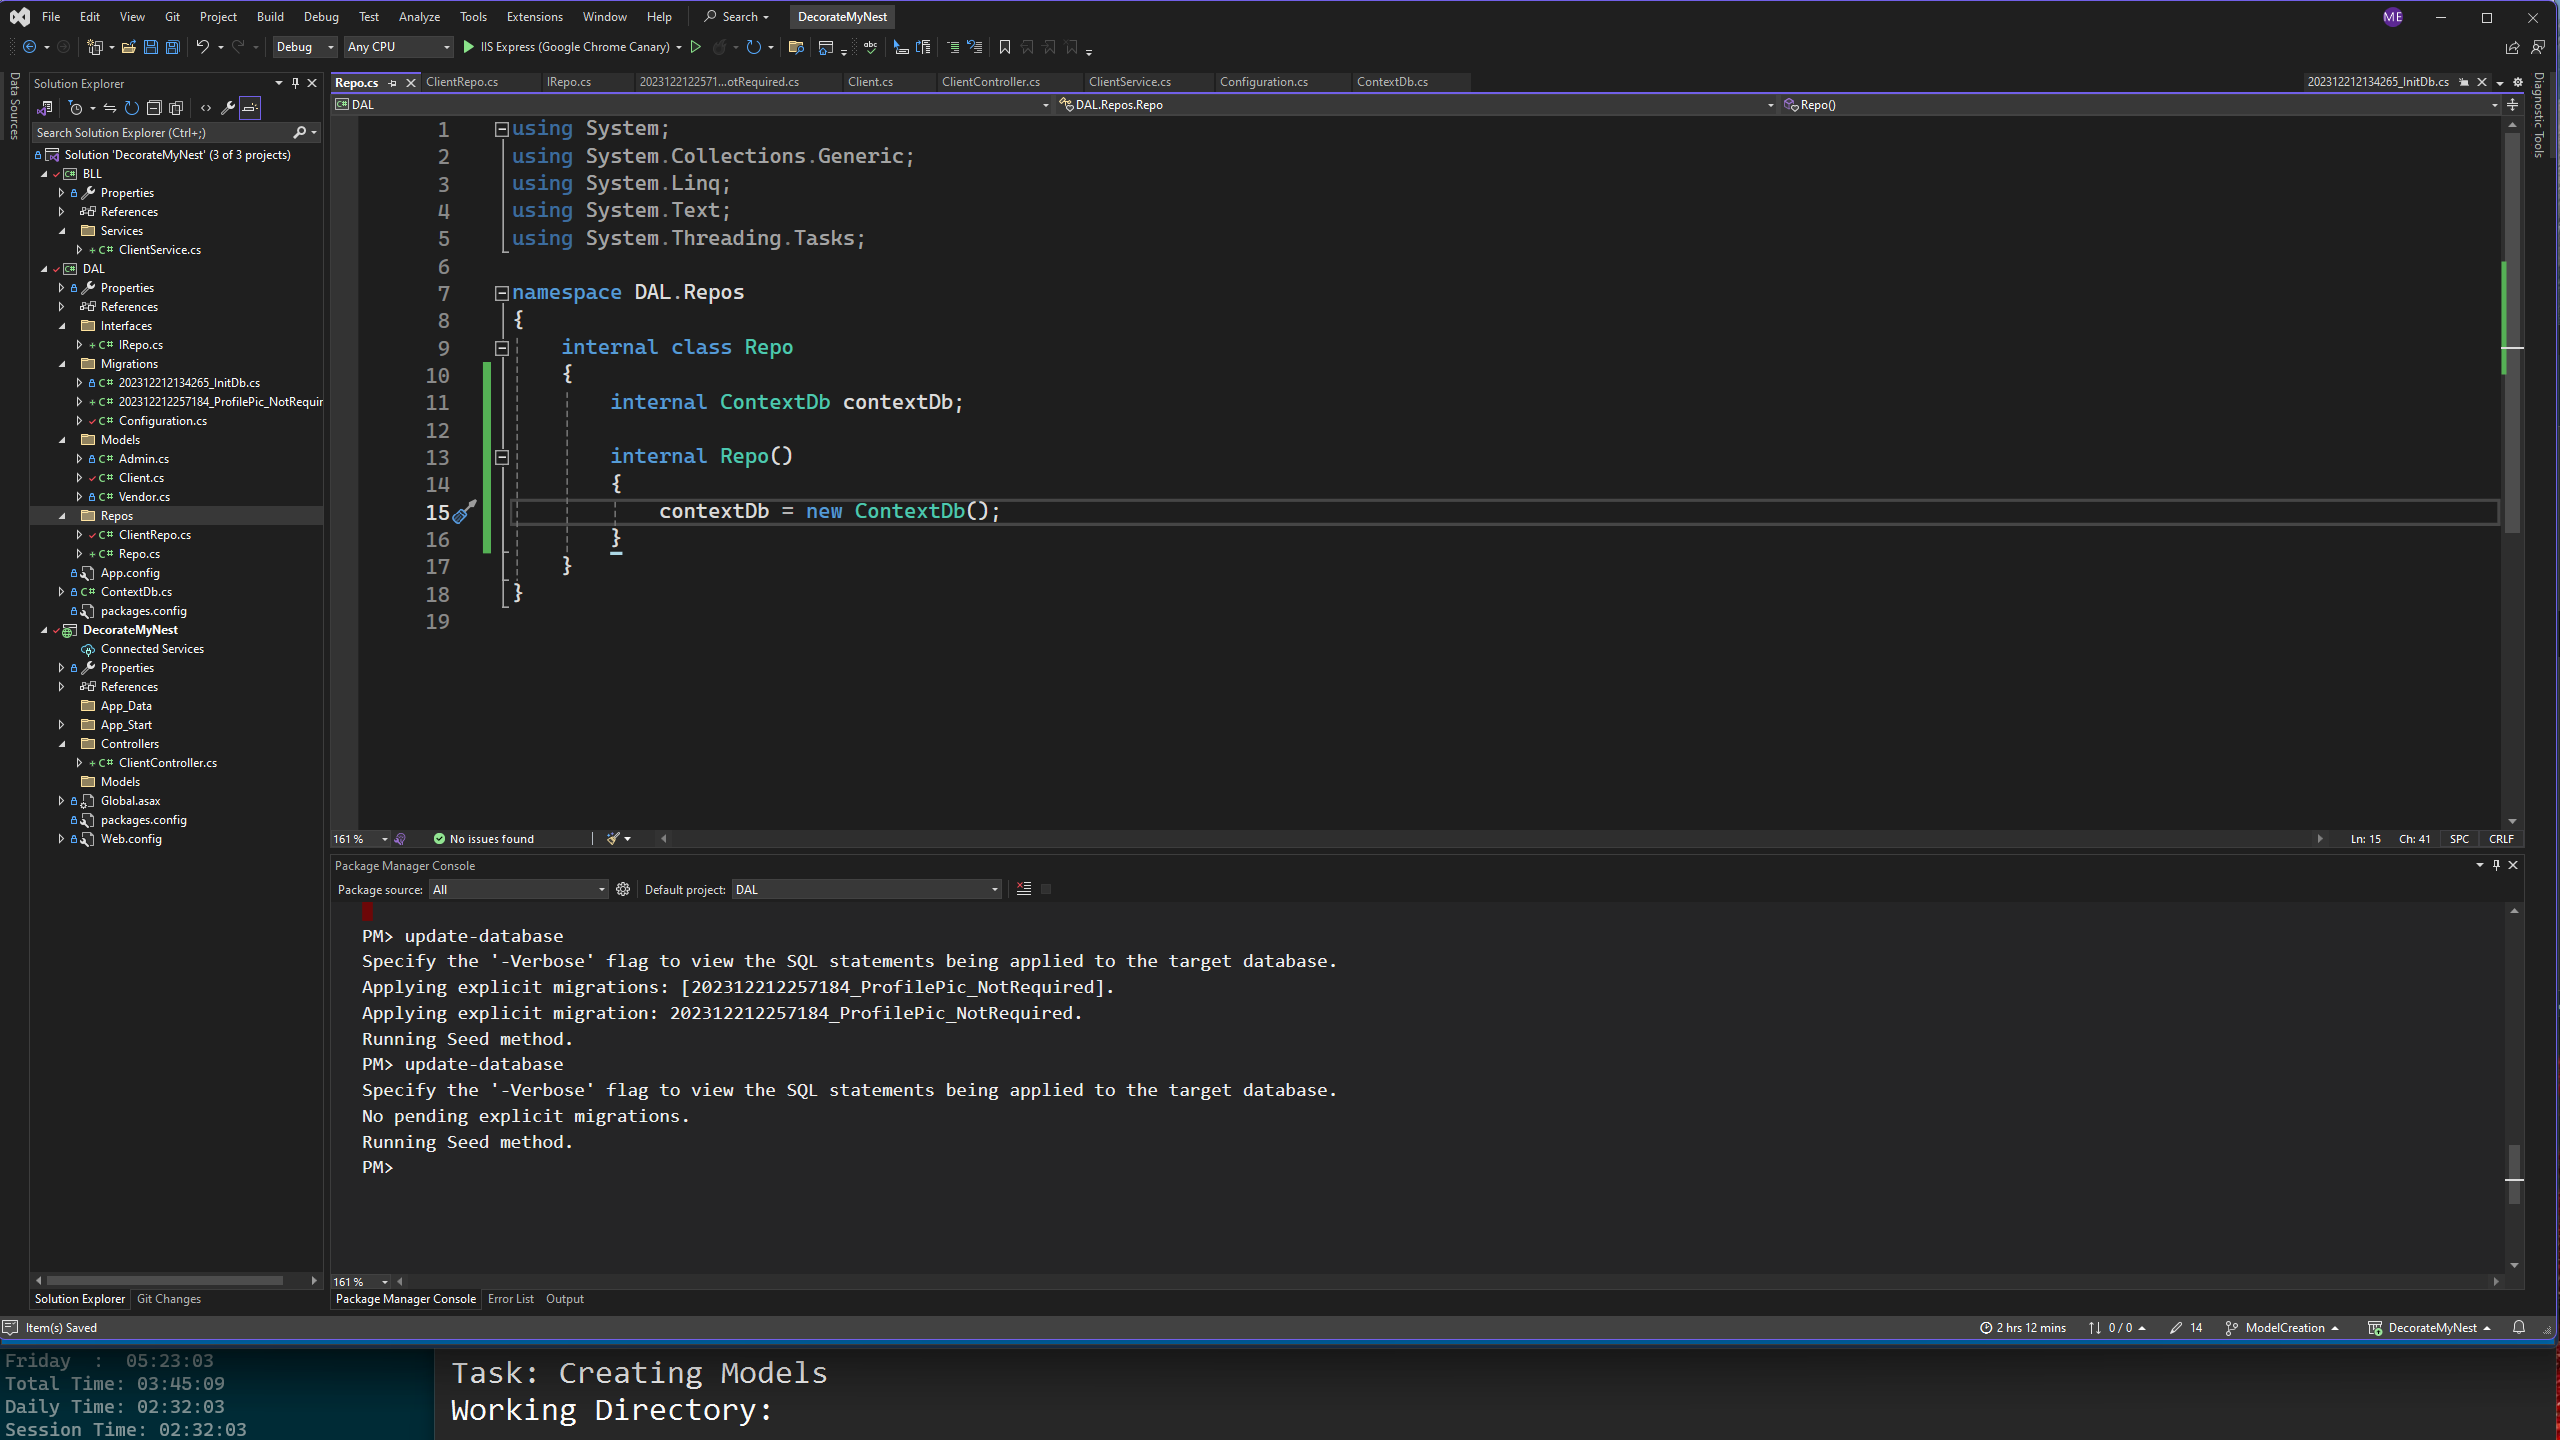 File Edit View Git Project Build Debug Test Analyze Tools Extensions Window Help Search DecorateMyNest ME
Debug Any CPU IIS Express (Google Chrome Canary)
Data Sources
Solution Explorer
Search Solution Explorer (Ctrl+;)
Solution 'DecorateMyNest' (3 of 3 projects)
BLL
Properties
References
Services
C# ClientService.cs
DAL
Properties
References
Interfaces
C# IRepo.cs
Migrations
C# 202312212134265_InitDb.cs
C# 202312212257184_ProfilePic_NotRequir
C# Configuration.cs
Models
C# Admin.cs
C# Client.cs
C# Vendor.cs
Repos
C# ClientRepo.cs
C# Repo.cs
App.config
C# ContextDb.cs
packages.config
DecorateMyNest
Connected Services
Properties
References
App_Data
App_Start
Controllers
C# ClientController.cs
Models
Global.asax
packages.config
Web.config
Solution Explorer Git Changes
Repo.cs ClientRepo.cs IRepo.cs 2023122122571...otRequired.cs Client.cs ClientController.cs ClientService.cs Configuration.cs ContextDb.cs 202312212134265_InitDb.cs
DAL DAL.Repos.Repo Repo()
1 using System;
2 using System.Collections.Generic;
3 using System.Linq;
4 using System.Text;
5 using System.Threading.Tasks;
6
7 namespace DAL.Repos
8 {
9 internal class Repo
10 {
11 internal ContextDb contextDb;
12
13 internal Repo()
14 {
15 contextDb = new ContextDb();
16 }
17 }
18 }
19
161 % No issues found Ln: 15 Ch: 41 SPC CRLF
Diagnostic Tools
Package Manager Console
Package source: All Default project: DAL
PM> update-database
Specify the '-Verbose' flag to view the SQL statements being applied to the target database.
Applying explicit migrations: [202312212257184_ProfilePic_NotRequired].
Applying explicit migration: 202312212257184_ProfilePic_NotRequired.
Running Seed method.
PM> update-database
Specify the '-Verbose' flag to view the SQL statements being applied to the target database.
No pending explicit migrations.
Running Seed method.
PM>
161 %
Package Manager Console Error List Output
Item(s) Saved 2 hrs 12 mins 0 / 0 14 ModelCreation DecorateMyNest
Friday : 05:23:03
Total Time: 03:45:09
Daily Time: 02:32:03
Session Time: 02:32:03
Task: Creating Models
Working Directory: